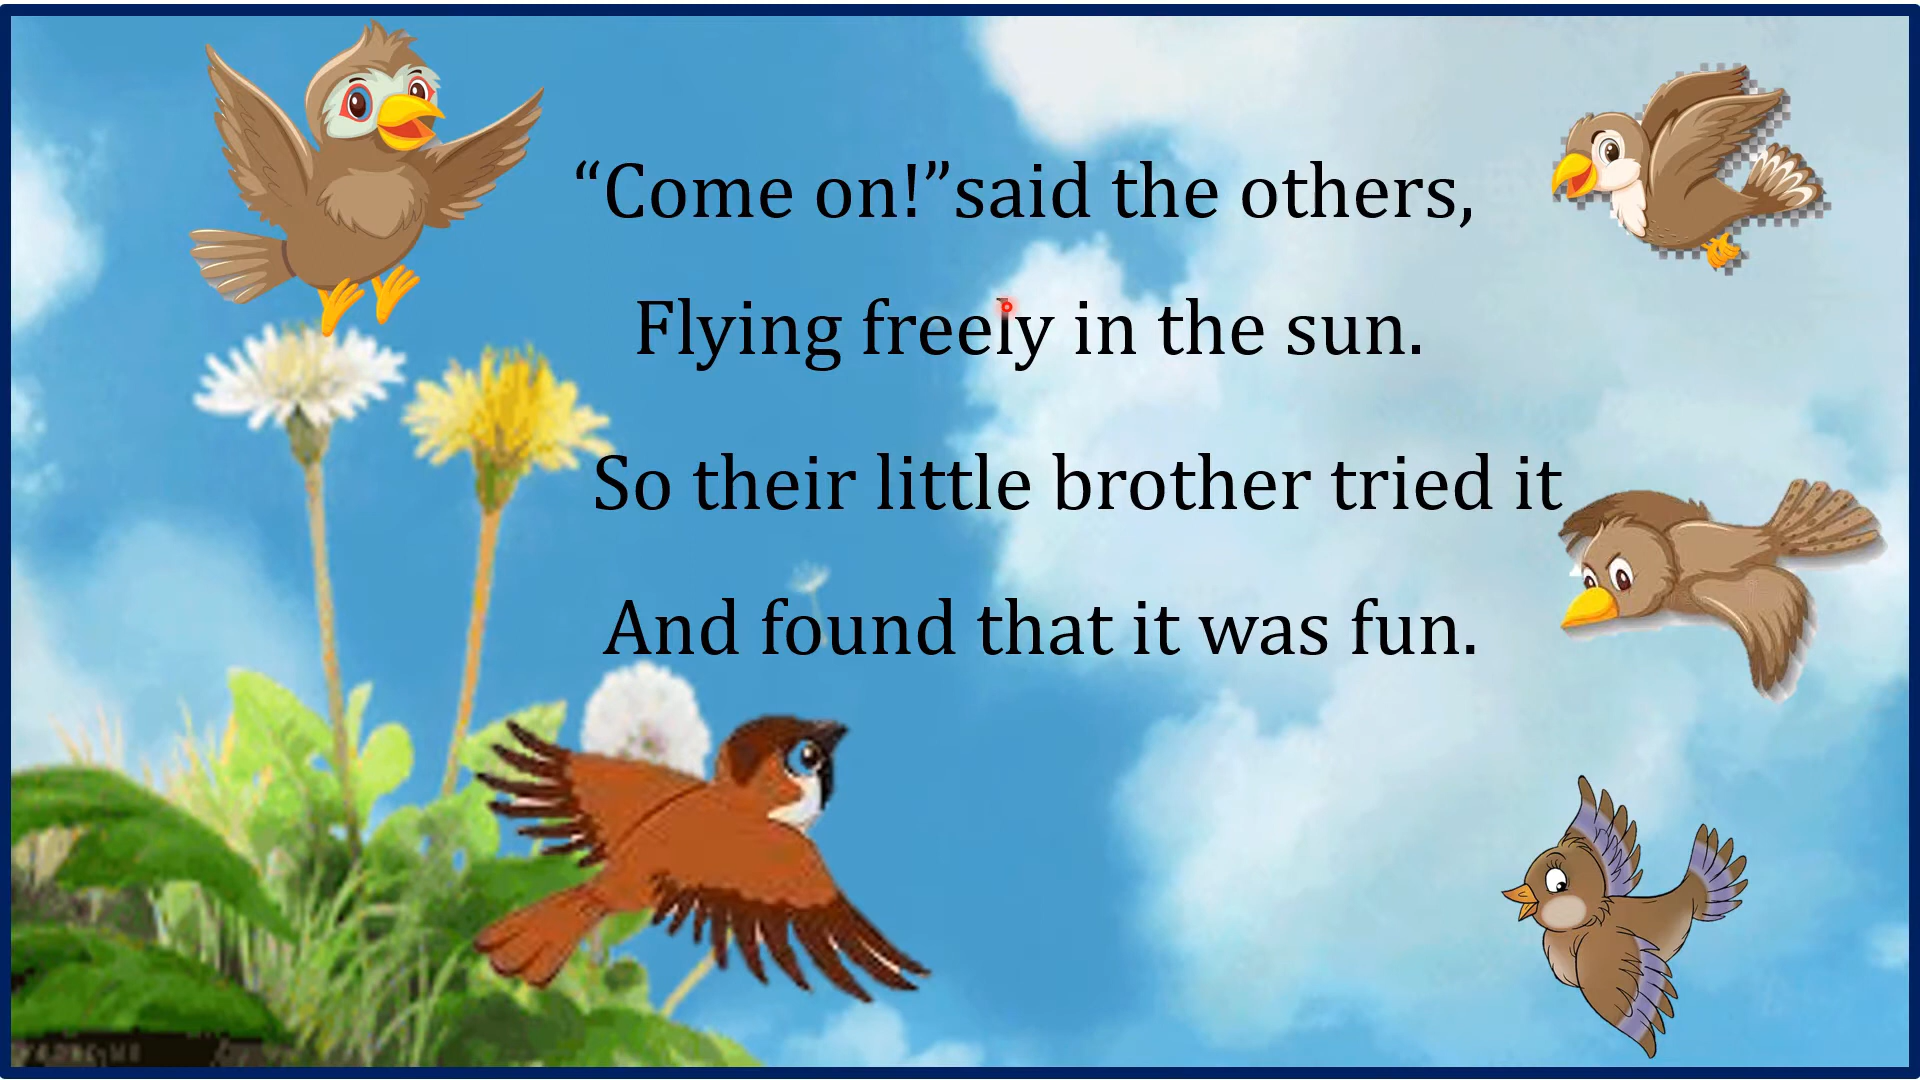 “Come on!”said the others,
Flying freely in the sun.
So their little brother tried it
And found that it was fun.